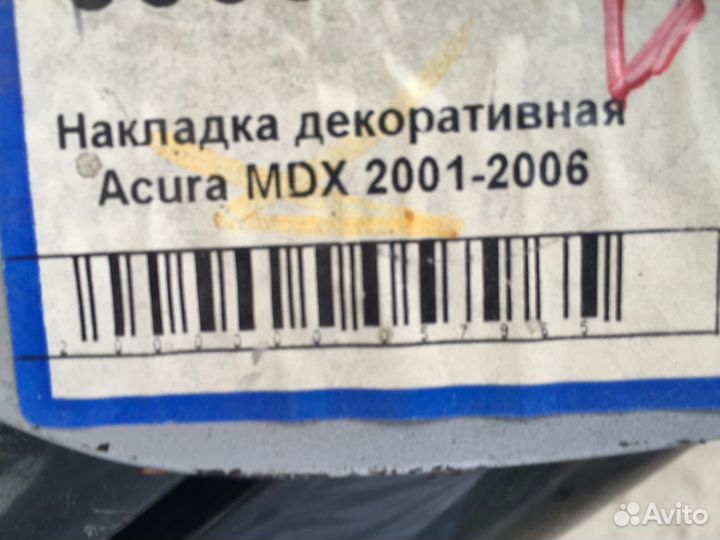 Накладка декоративная
Acura MDX 2001-2006
Avito